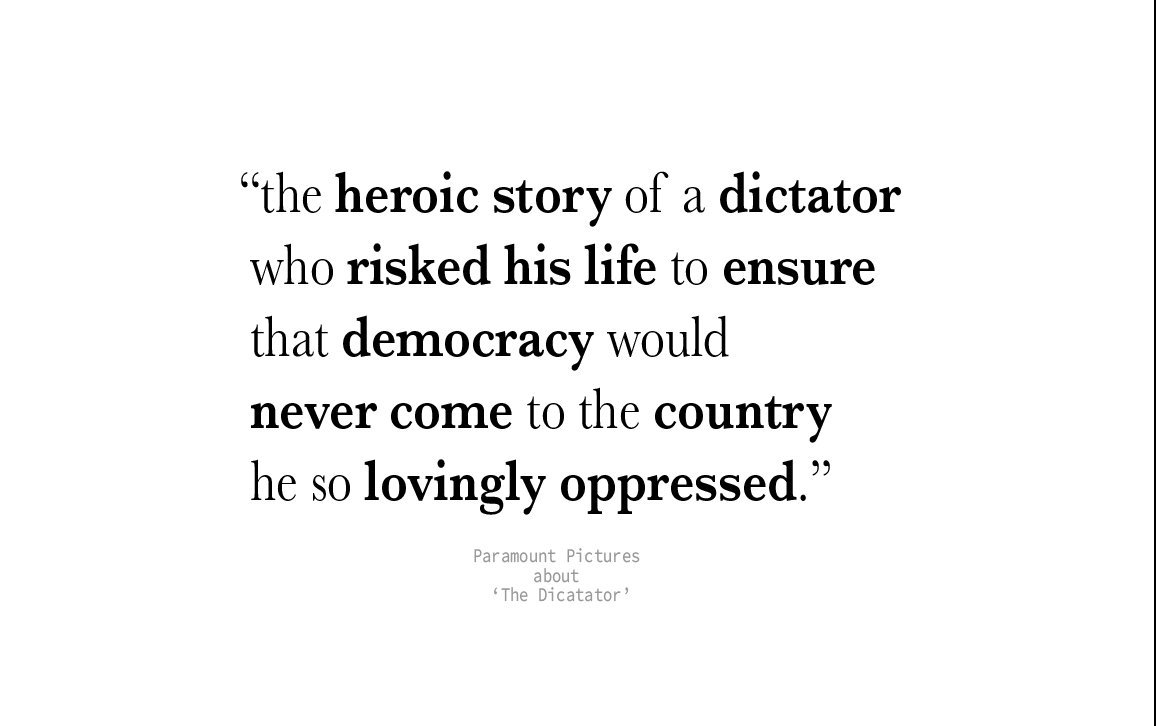 “the heroic story of a dictator
who risked his life to ensure
that democracy would
never come to the country
he so lovingly oppressed.”
Paramount Pictures
about
‘The Dicatator’